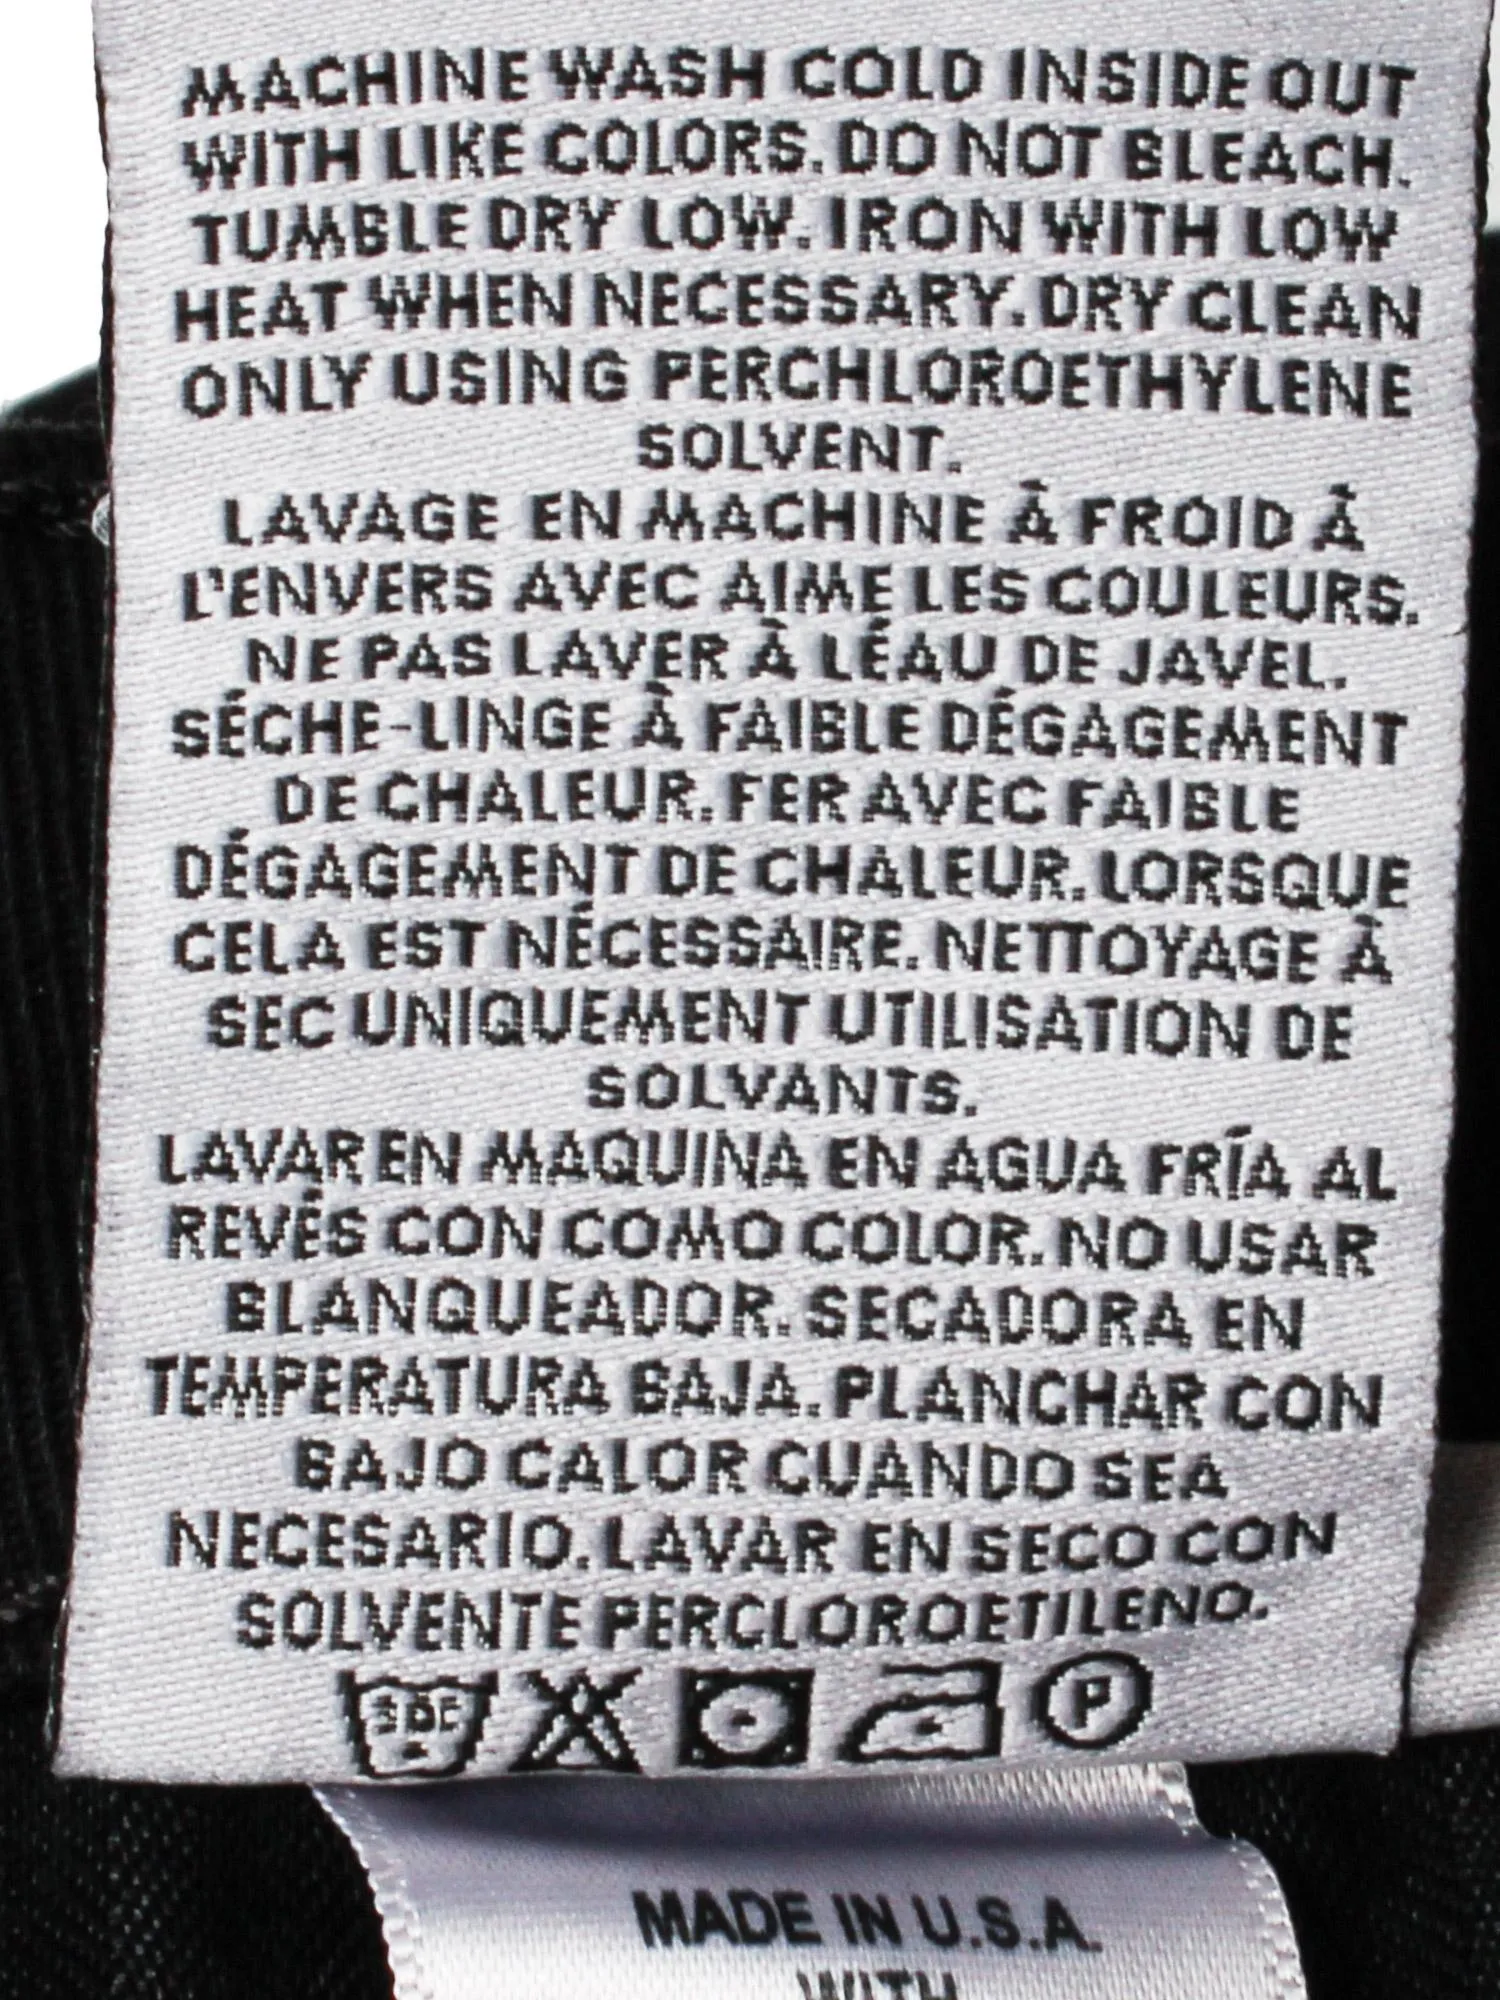 MACHINE WASH COLD INSIDE OUT
WITH LIKE COLORS. DO NOT BLEACH.
TUMBLE DRY LOW. IRON WITH LOW
HEAT WHEN NECESSARY. DRY CLEAN
ONLY USING PERCHLOROETHYLENE
SOLVENT.
LAVAGE EN MACHINE À FROID À
L'ENVERS AVEC AIME LES COULEURS.
NE PAS LAVER À LÉAU DE JAVEL.
SÉCHE-LINGE À FAIBLE DÉGAGEMENT
DE CHALEUR. FER AVEC FAIBLE
DÉGAGEMENT DE CHALEUR. LORSQUE
CELA EST NÉCESSAIRE. NETTOYAGE À
SEC UNIQUEMENT UTILISATION DE
SOLVANTS.
LAVAR EN MAQUINA EN AGUA FRÍA AL
REVÉS CON COMO COLOR. NO USAR
BLANQUEADOR. SECADORA EN
TEMPERATURA BAJA. PLANCHAR CON
BAJO CALOR CUANDO SEA
NECESARIO. LAVAR EN SECO CON
SOLVENTE PERCLOROETILENO.
P
MADE IN U.S.A.
WITH